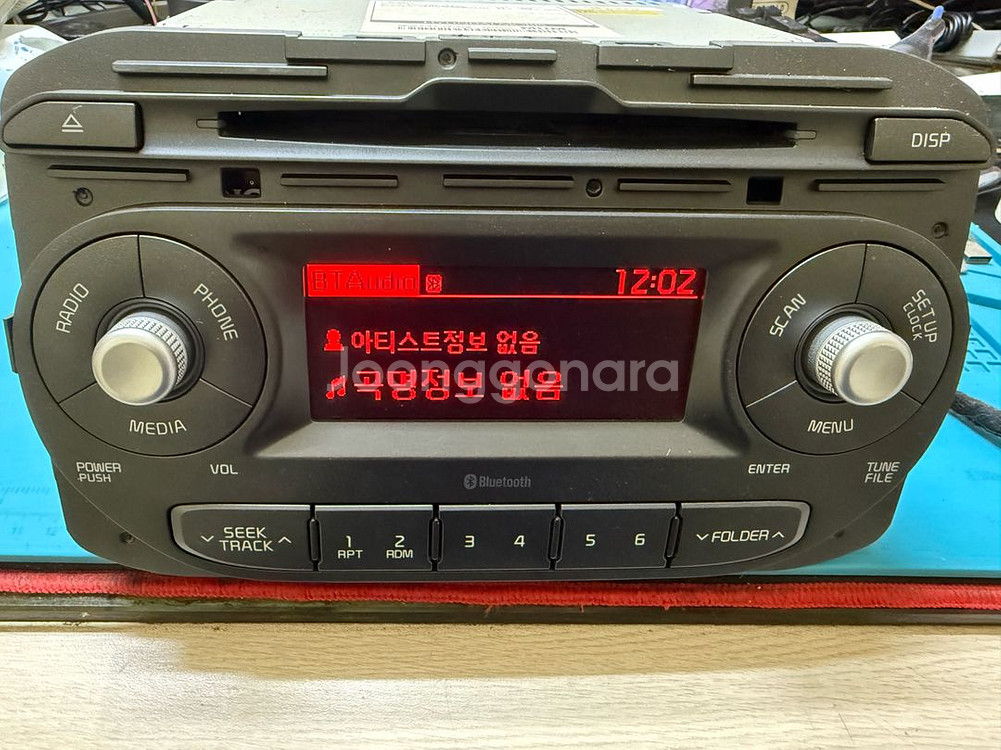 DISP
RADIO
PHONE
MEDIA
POWER
PUSH
VOL
BTAudio 12:02
아티스트정보 없음
곡명정보 없음
Joonggonara
SCAN
SETUP
CLOCK
MENU
ENTER
TUNE
FILE
Bluetooth
SEEK
TRACK
1 2
RPT RDM
3 4
5 6
FOLDER